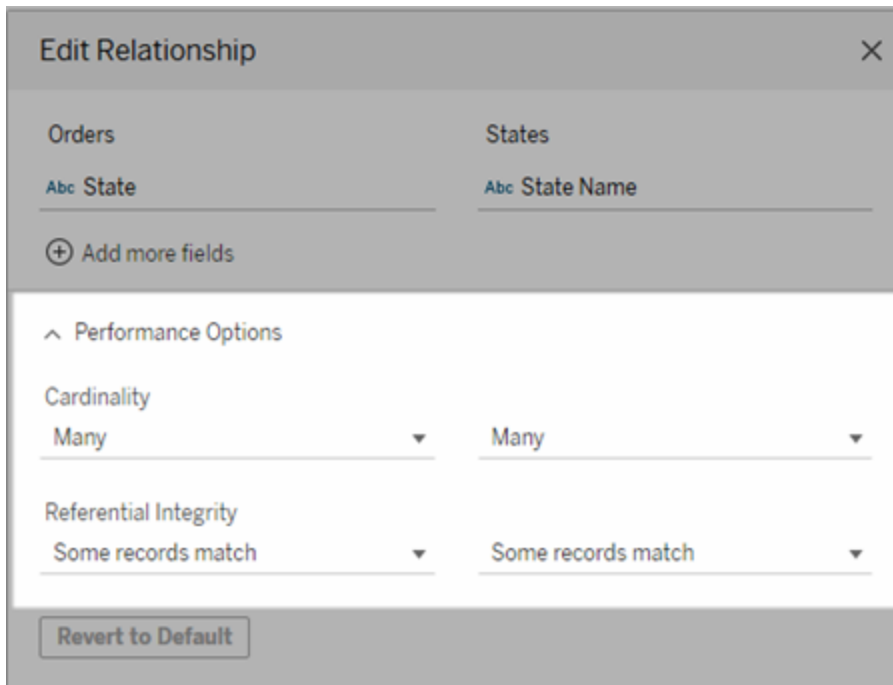 Edit Relationship
Orders States
Abc State Abc State Name
Add more fields
Performance Options
Cardinality
Many Many
Referential Integrity
Some records match Some records match
Revert to Default